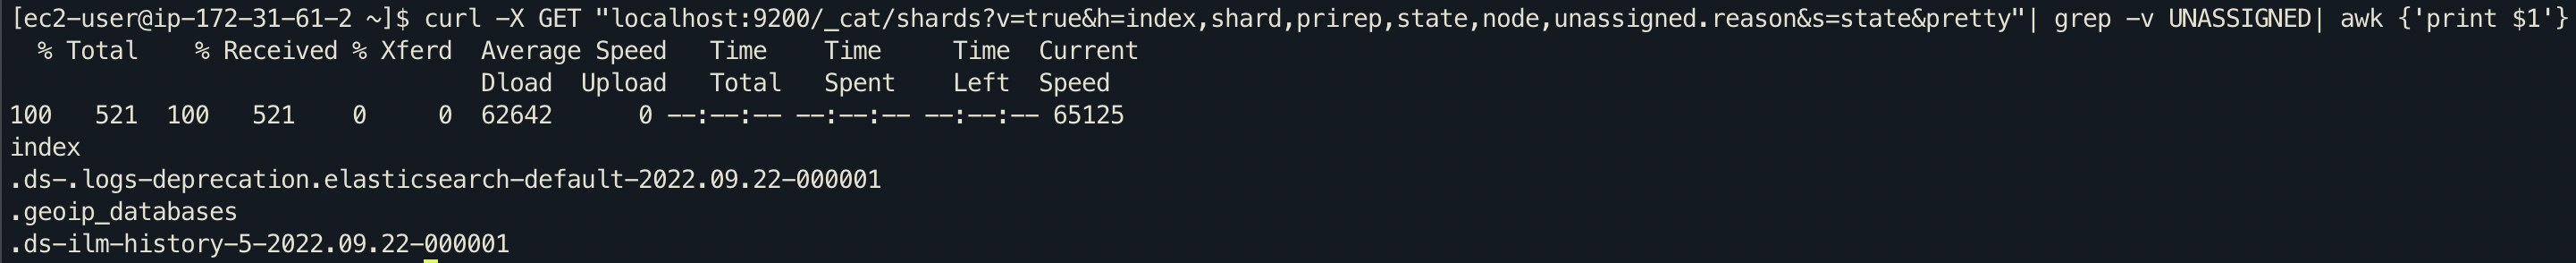 [ec2-user@ip-172-31-61-2 ~]$ curl -X GET "localhost:9200/_cat/shards?v=true&h=index,shard,prirep,state,node,unassigned.reason&s=state&pretty"| grep -v UNASSIGNED| awk {'print $1'}
  % Total    % Received % Xferd  Average Speed   Time    Time     Time  Current
                                 Dload  Upload   Total   Spent    Left  Speed
100   521  100   521    0     0  62642      0 --:--:-- --:--:-- --:--:-- 65125
index
.ds-.logs-deprecation.elasticsearch-default-2022.09.22-000001
.geoip_databases
.ds-ilm-history-5-2022.09.22-000001